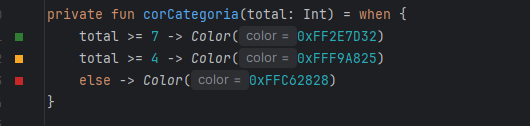 private fun corCategoria(total: Int) = when {
total >= 7 -> Color( color = 0xFF2E7D32)
total >= 4 -> Color( color = 0xFFF9A825)
else -> Color( color = 0xFFC62828)
}